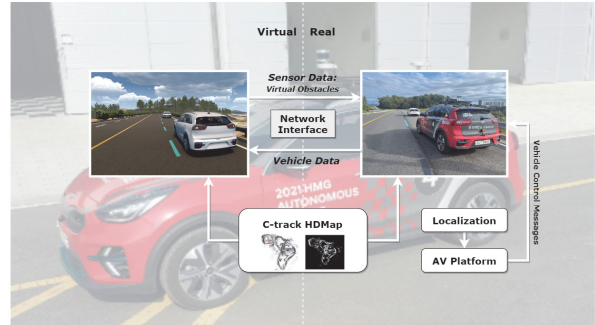 Virtual Real
Sensor Data:
Virtual Obstacles
Network
Interface
Vehicle Data
Vehicle Control Messages
2021 HMG
AUTONOMOUS
C-track HDMap
Localization
AV Platform